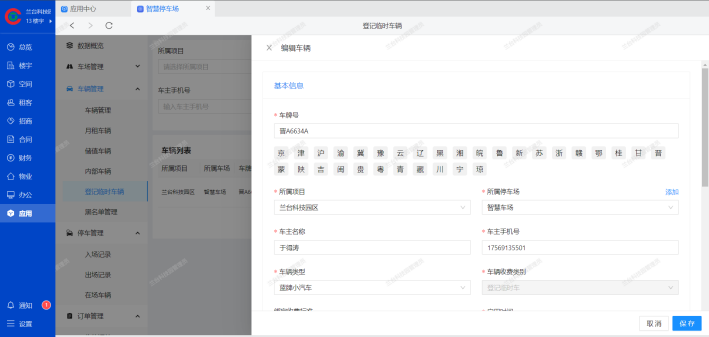 兰台科技园
13 楼宇
应用中心
智慧停车场
登记临时车辆
总览
楼宇
空间
租客
招商
合同
财务
物业
办公
应用
通知
1
设置
数据概览
车场管理
车辆管理
车辆管理
月租车辆
储值车辆
内部车辆
登记临时车辆
黑名单管理
停车管理
入场记录
出场记录
在场车辆
订单管理
所属项目
请选择所属项目
车主手机号
输入车主手机号
车辆列表
所属项目 所属车场 车牌
兰台科技园区 智慧车场
编辑车辆
基本信息
* 车牌号
晋A6634A
京 津 沪 渝 冀 豫 云 辽 黑 湘 皖 鲁 新 苏 浙 赣 鄂 桂 甘 晋
蒙 陕 吉 闽 贵 粤 青 藏 川 宁 琼
* 所属项目
* 所属停车场
添加
兰台科技园区
智慧车场
* 车主名称
* 车主手机号
于得涛
17569135501
* 车辆类型
* 车辆收费类别
蓝牌小汽车
登记临时车
取消
保存